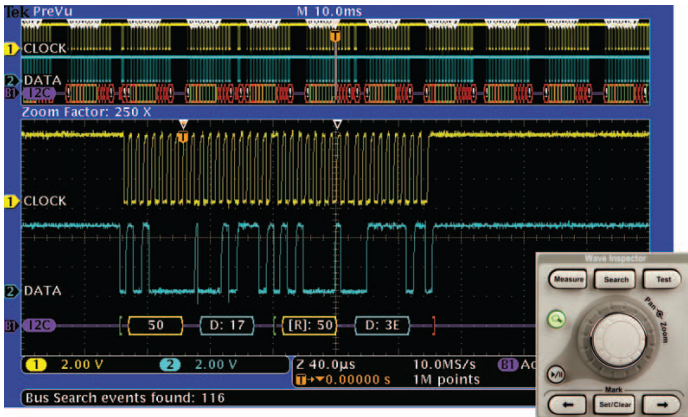 Tek PreVu M 10.0ms
1 CLOCK
2 DATA
B1 I2C
Zoom Factor: 250 X
1 CLOCK
2 DATA
B1 I2C [ 50 D: 17 [ [R]: 50 D: 3E ]
1 2.00 V 2 2.00 V Z 40.0µs 10.0MS/s B1
T→▼0.00000 s 1M points
Bus Search events found: 116
Wave Inspector
Measure Search Test
Pan Zoom
Mark
← Set/Clear →